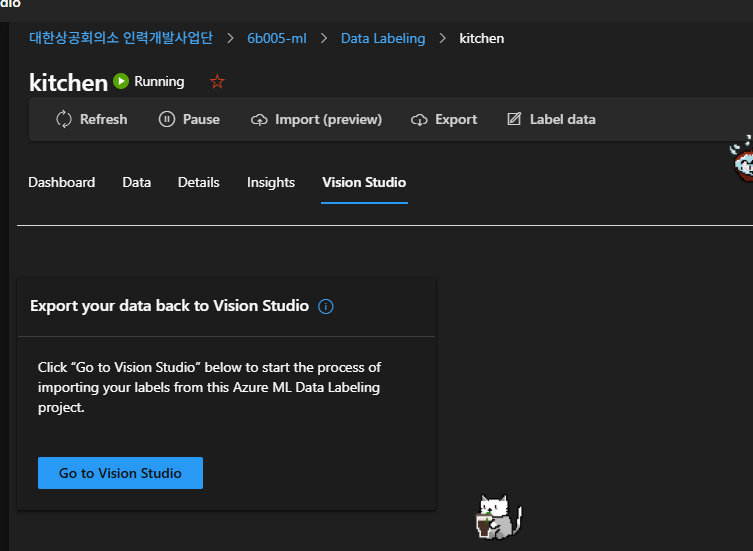 dio
대한상공회의소 인력개발사업단 > 6b005-ml > Data Labeling > kitchen
kitchen Running
Refresh Pause Import (preview) Export Label data
Dashboard Data Details Insights Vision Studio
Export your data back to Vision Studio
Click “Go to Vision Studio” below to start the process of
importing your labels from this Azure ML Data Labeling
project.
Go to Vision Studio